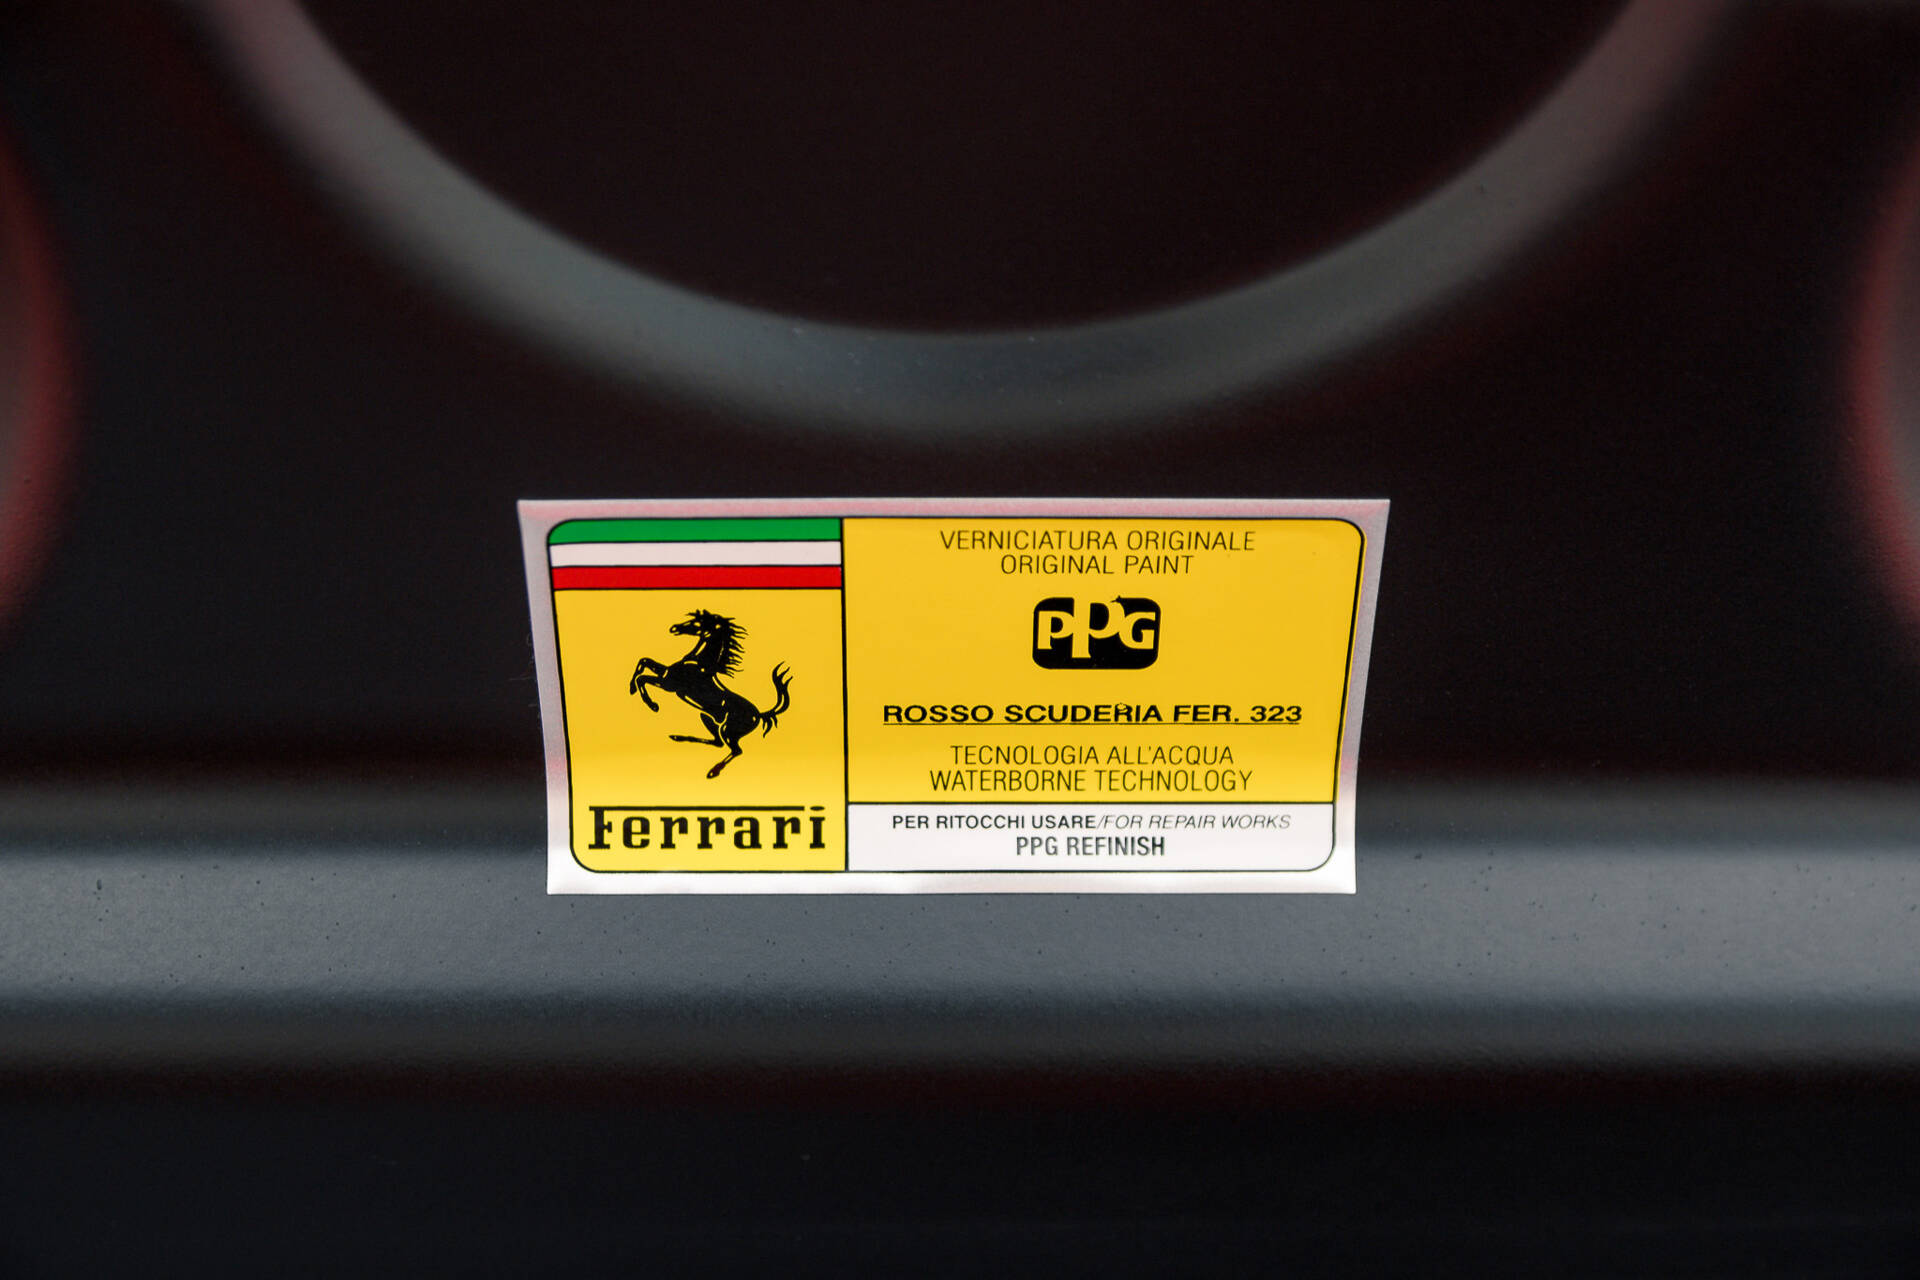 Ferrari
VERNICIATURA ORIGINALE
ORIGINAL PAINT
PPG
ROSSO SCUDERIA FER. 323
TECNOLOGIA ALL'ACQUA
WATERBORNE TECHNOLOGY
PER RITOCCHI USARE/FOR REPAIR WORKS
PPG REFINISH